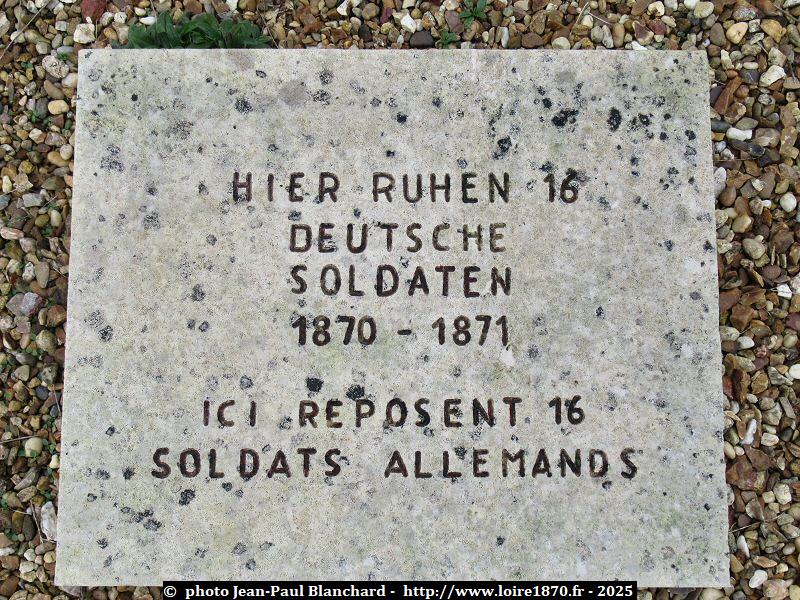 HIER RUHEN 16
DEUTSCHE
SOLDATEN
1870 - 1871
ICI REPOSENT 16
SOLDATS ALLEMANDS
© photo Jean-Paul Blanchard - http://www.loire1870.fr - 2025